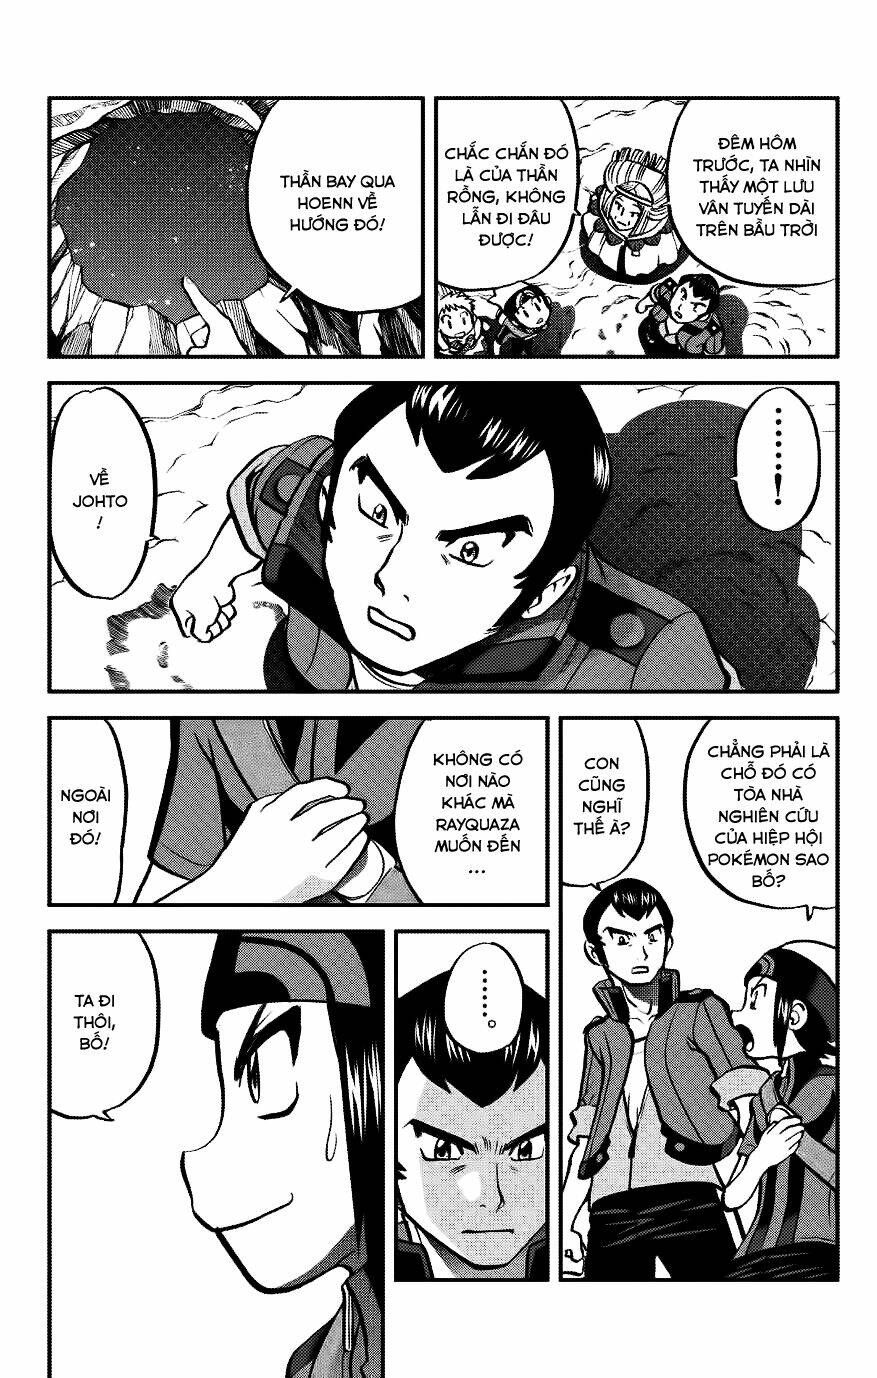 ĐÊM HÔM
TRƯỚC, TA NHÌN
THẤY MỘT LƯU
VÂN TUYẾN DÀI
TRÊN BẦU TRỜI
CHẮC CHẮN ĐÓ
LÀ CỦA THẦN
RỒNG, KHÔNG
LẪN ĐI ĐÂU
ĐƯỢC!
THẦN BAY QUA
HOENN VỀ
HƯỚNG ĐÓ!
......!
VỀ
JOHTO
!
CHẲNG PHẢI LÀ
CHỖ ĐÓ CÓ
TÒA NHÀ
NGHIÊN CỨU
CỦA HIỆP HỘI
POKÉMON SAO
BỐ?
CON
CŨNG
NGHĨ
THẾ À?
KHÔNG CÓ
NƠI NÀO
KHÁC MÀ
RAYQUAZA
MUỐN ĐẾN
...
NGOÀI
NƠI
ĐÓ!
......
TA ĐI
THÔI,
BỐ!